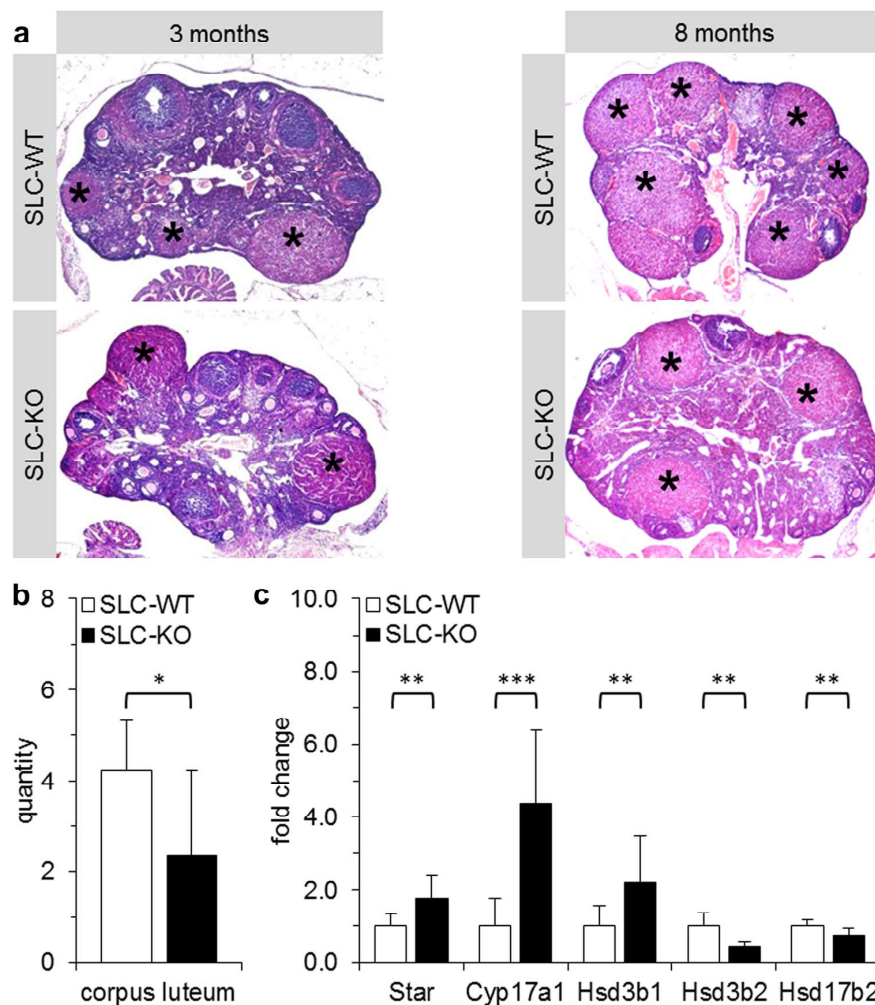 a
3 months
8 months
SLC-WT
* * *
SLC-WT
* * * * * *
SLC-KO
* *
SLC-KO
* * *
b
8
6
4
2
0
quantity
SLC-WT
SLC-KO
*
corpus luteum
c
10.0
8.0
6.0
4.0
2.0
0.0
fold change
SLC-WT
SLC-KO
** *** ** ** **
Star Cyp17a1 Hsd3b1 Hsd3b2 Hsd17b2